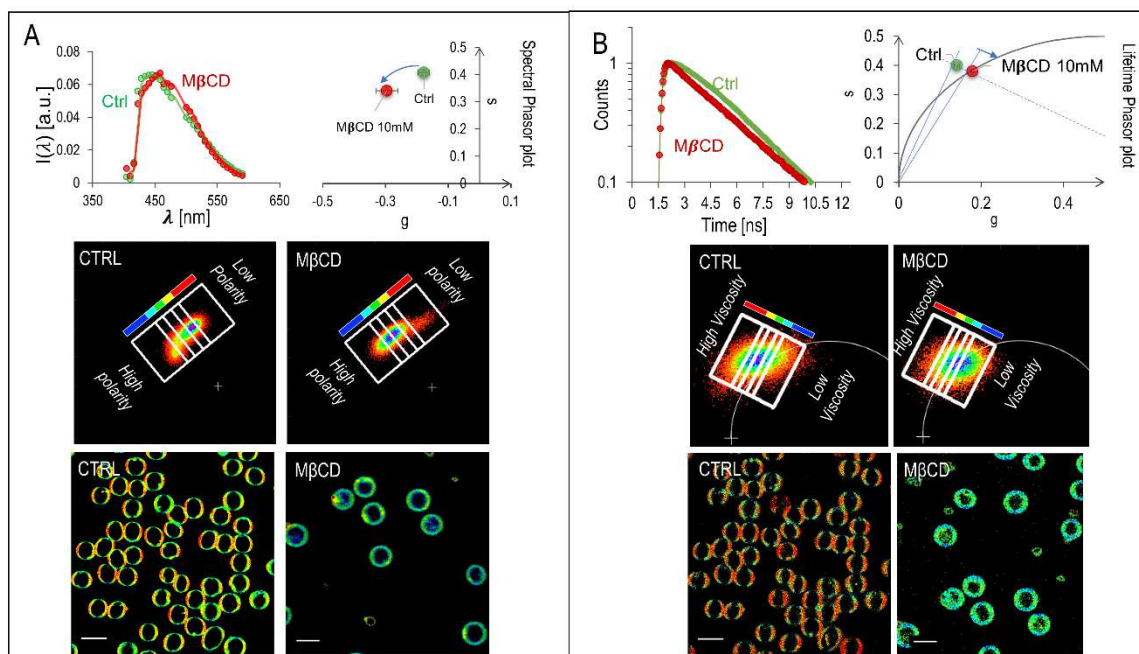 A
I(λ) [a.u.]
0.08
0.06
0.04
0.02
0
Ctrl
MβCD
350
450
550
650
λ [nm]
0.5
0.4
0.3
0.2
0.1
0
s
Spectral Phasor plot
Ctrl
MβCD 10mM
-0.5
-0.3
-0.1
0.1
g
CTRL
Low
Polarity
High
polarity
MβCD
Low
polarity
High
polarity
CTRL
MβCD
B
Counts
1
0.1
Ctrl
MβCD
0
1.5
3
4.5
6
7.5
9
10.5
12
Time [ns]
0.5
0.4
0.3
0.2
0.1
0
s
Ctrl
MβCD 10mM
Lifetime Phasor plot
0
0.2
0.4
g
CTRL
High Viscosity
Low
Viscosity
MβCD
High Viscosity
Low
Viscosity
CTRL
MβCD